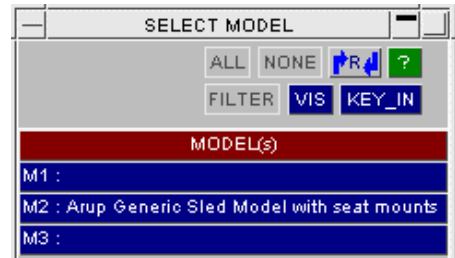 SELECT MODEL
ALL NONE R ?
FILTER VIS KEY_IN
MODEL(s)
M1 :
M2 : Arup Generic Sled Model with seat mounts
M3 :